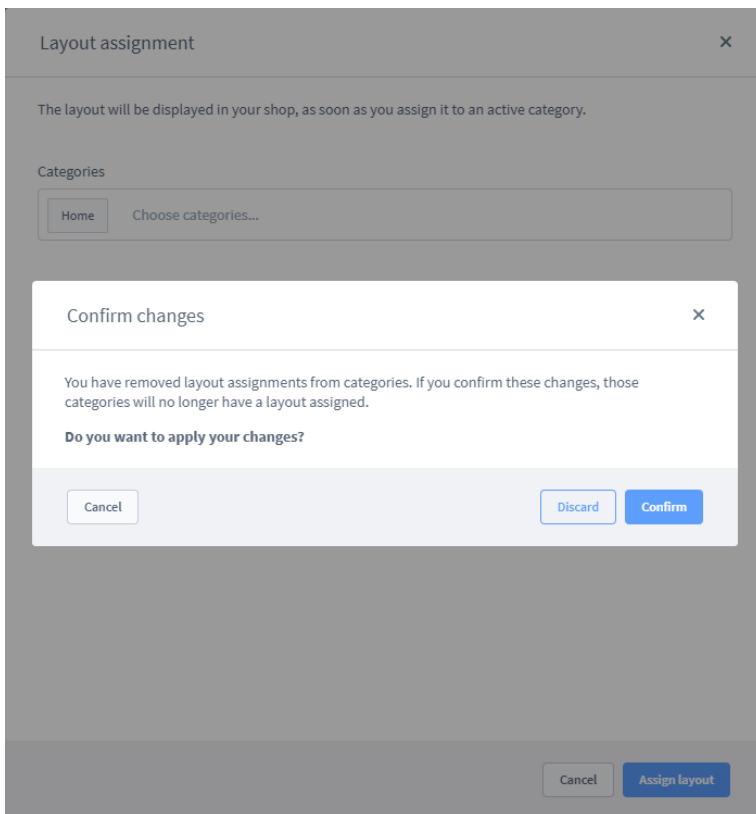 Layout assignment
The layout will be displayed in your shop, as soon as you assign it to an active category.
Categories
Home Choose categories...
Confirm changes
You have removed layout assignments from categories. If you confirm these changes, those
categories will no longer have a layout assigned.
Do you want to apply your changes?
Cancel Discard Confirm
Cancel Assign layout